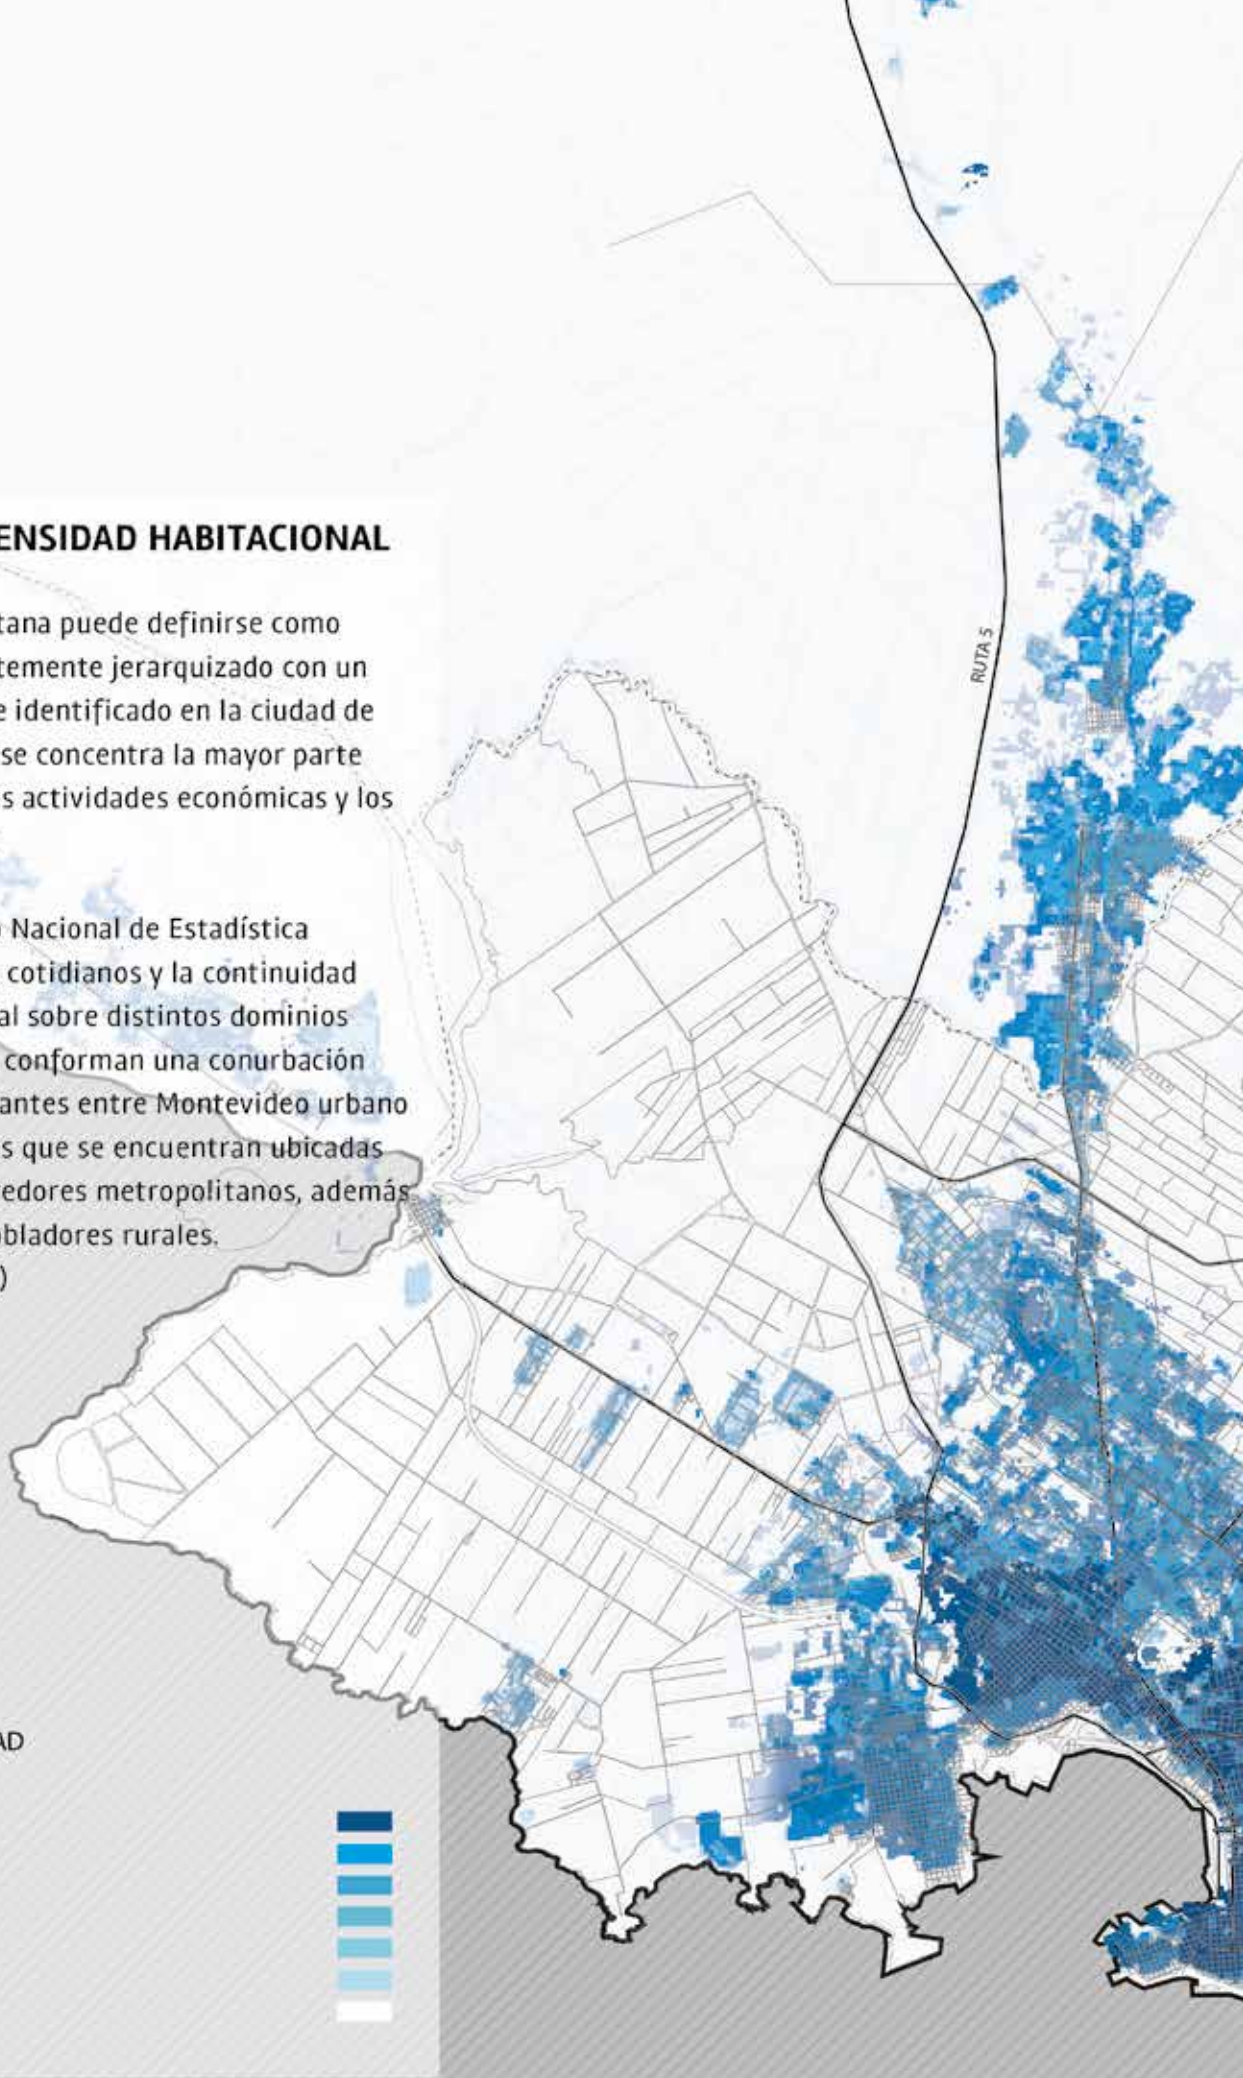 ENSIDAD HABITACIONAL
tana puede definirse como
temente jerarquizado con un
e identificado en la ciudad de
se concentra la mayor parte
s actividades económicas y los
Nacional de Estadística
cotidianos y la continuidad
al sobre distintos dominios
conforman una conurbación
antes entre Montevideo urbano
s que se encuentran ubicadas
edores metropolitanos, además
obladores rurales.
)
AD
RUTA 5